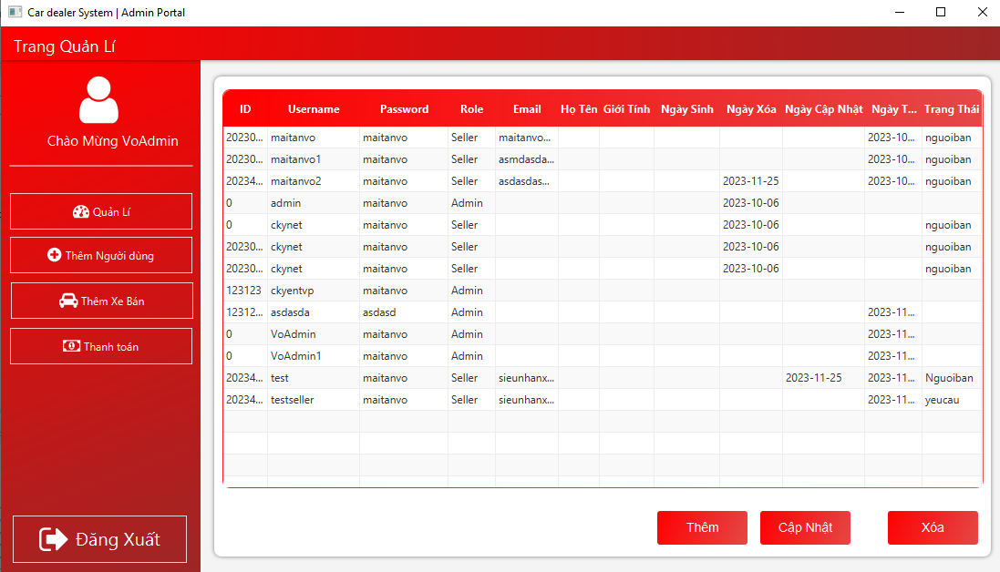 Car dealer System | Admin Portal
Trang Quản Lí
Chào Mừng VoAdmin
Quản Lí
Thêm Người dùng
Thêm Xe Bán
Thanh toán
Đăng Xuất
ID Username Password Role Email Họ Tên Giới Tính Ngày Sinh Ngày Xóa Ngày Cập Nhật Ngày T... Trạng Thái
20230... maitanvo maitanvo Seller maitanvo... 2023-10... nguoiban
20230... maitanvo1 maitanvo Seller asmdasda... 2023-10... nguoiban
20234... maitanvo2 maitanvo Seller asdasdas... 2023-11-25 2023-10... nguoiban
0 admin maitanvo Admin 2023-10-06
0 ckynet maitanvo Seller 2023-10-06 nguoiban
20230... ckynet maitanvo Seller 2023-10-06 nguoiban
20230... ckynet maitanvo Seller 2023-10-06 nguoiban
123123 ckyentvp maitanvo Admin
12312... asdasda asdasd Admin 2023-11...
0 VoAdmin maitanvo Admin 2023-11...
0 VoAdmin1 maitanvo Admin 2023-11...
20234... test maitanvo Seller sieunhanx... 2023-11-25 2023-11... Nguoiban
20234... testseller maitanvo Seller sieunhanx... 2023-11... yeucau
Thêm Cập Nhật Xóa